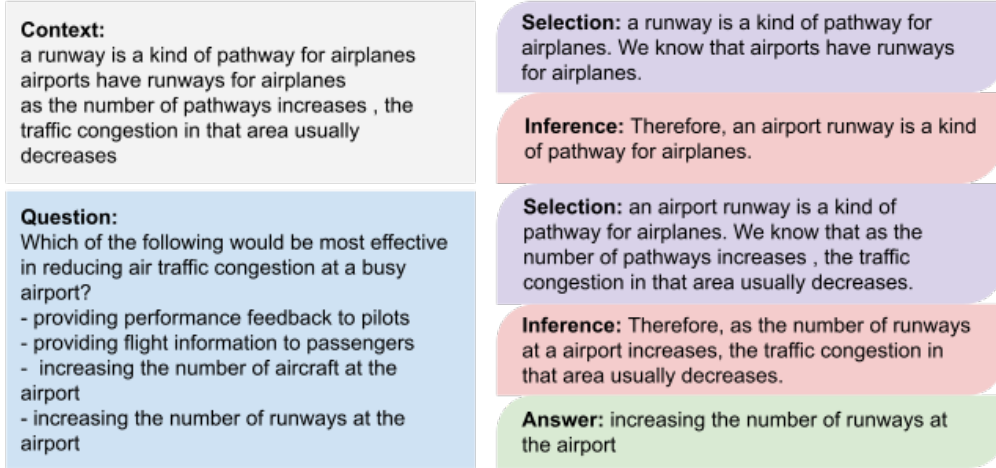 Context:
a runway is a kind of pathway for airplanes
airports have runways for airplanes
as the number of pathways increases , the
traffic congestion in that area usually
decreases
Question:
Which of the following would be most effective
in reducing air traffic congestion at a busy
airport?
- providing performance feedback to pilots
- providing flight information to passengers
-  increasing the number of aircraft at the
airport
- increasing the number of runways at the
airport
Selection: a runway is a kind of pathway for
airplanes. We know that airports have runways
for airplanes.
Inference: Therefore, an airport runway is a kind
of pathway for airplanes.
Selection: an airport runway is a kind of
pathway for airplanes. We know that as the
number of pathways increases , the traffic
congestion in that area usually decreases.
Inference: Therefore, as the number of runways
at a airport increases, the traffic congestion in
that area usually decreases.
Answer: increasing the number of runways at
the airport